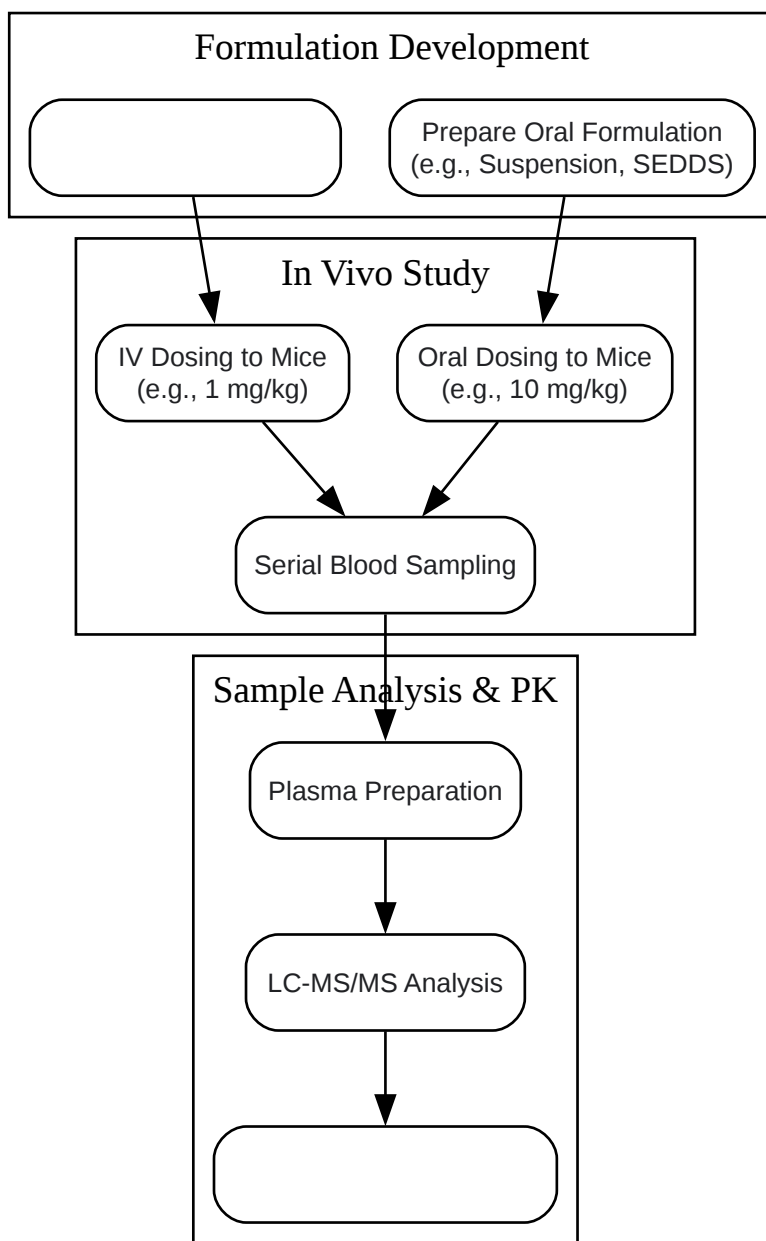 Formulation Development
Prepare Oral Formulation
(e.g., Suspension, SEDDS)
In Vivo Study
IV Dosing to Mice
(e.g., 1 mg/kg)
Oral Dosing to Mice
(e.g., 10 mg/kg)
Serial Blood Sampling
Sample Analysis & PK
Plasma Preparation
LC-MS/MS Analysis